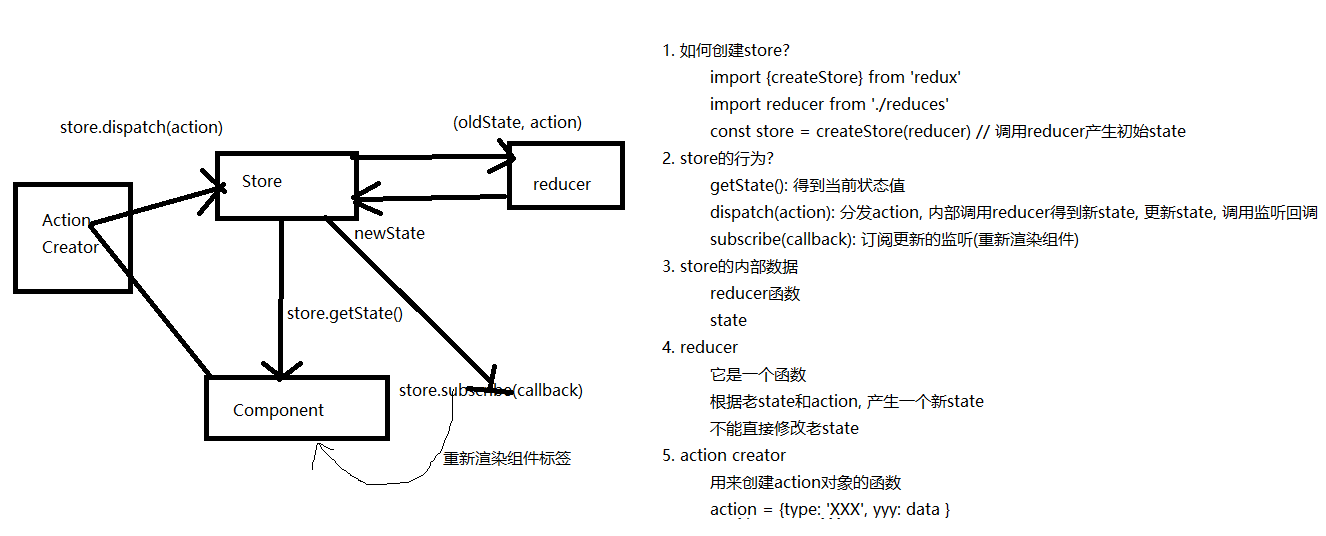 store.dispatch(action)
(oldState, action)
Store
reducer
Action
Creator
newState
store.getState()
store.subscribe(callback)
Component
重新渲染组件标签
1. 如何创建store?
import {createStore} from 'redux'
import reducer from './reduces'
const store = createStore(reducer) // 调用reducer产生初始state
2. store的行为?
getState(): 得到当前状态值
dispatch(action): 分发action, 内部调用reducer得到新state, 更新state, 调用监听回调
subscribe(callback): 订阅更新的监听(重新渲染组件)
3. store的内部数据
reducer函数
state
4. reducer
它是一个函数
根据老state和action, 产生一个新state
不能直接修改老state
5. action creator
用来创建action对象的函数
action = {type: 'XXX', yyy: data }